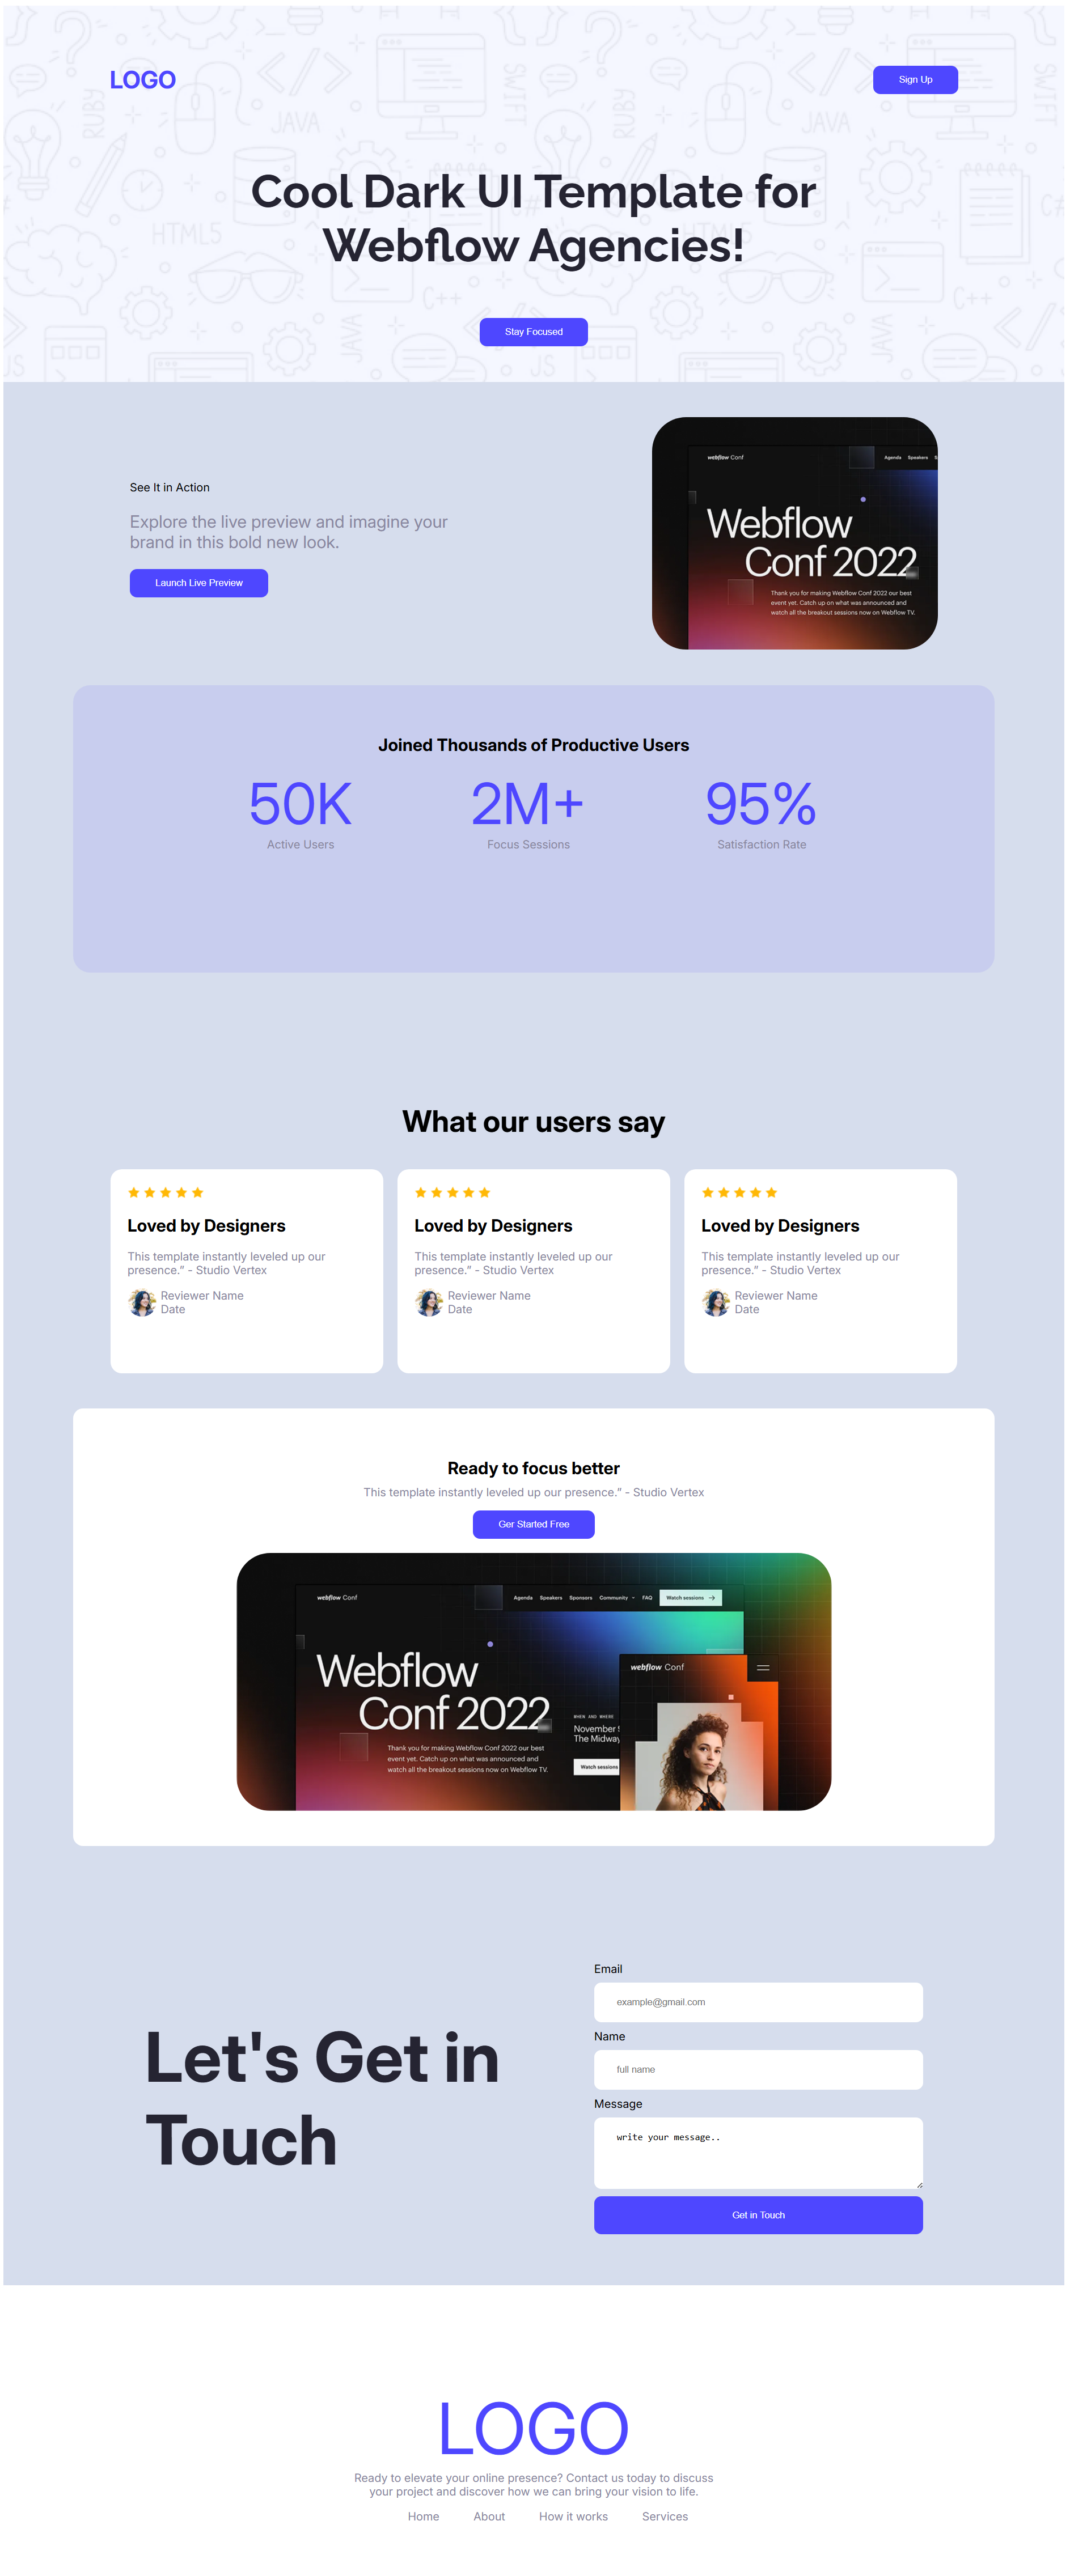 LOGO
Sign Up
SWIFT
RUBY
JAVA
JAVA
RUBY
SWIFT
Cool Dark UI Template for
Webflow Agencies!
HTML5
C#
C++
C++
JAVA
JAVA
JS
JS
Stay Focused
See It in Action
Explore the live preview and imagine your
brand in this bold new look.
Launch Live Preview
webflow Conf
Agenda Speakers S
Webflow
Conf 2022
Thank you for making Webflow Conf 2022 our best
event yet. Catch up on what was announced and
watch all the breakout sessions now on Webflow TV.
Joined Thousands of Productive Users
50K
Active Users
2M+
Focus Sessions
95%
Satisfaction Rate
What our users say
Loved by Designers
This template instantly leveled up our
presence.” - Studio Vertex
Reviewer Name
Date
Loved by Designers
This template instantly leveled up our
presence.” - Studio Vertex
Reviewer Name
Date
Loved by Designers
This template instantly leveled up our
presence.” - Studio Vertex
Reviewer Name
Date
Ready to focus better
This template instantly leveled up our presence.” - Studio Vertex
Ger Started Free
webflow Conf
Agenda Speakers Sponsors Community FAQ Watch sessions →
Webflow
Conf 2022
Thank you for making Webflow Conf 2022 our best
event yet. Catch up on what was announced and
watch all the breakout sessions now on Webflow TV.
WHEN AND WHERE
November
The Midway
Watch sessions
webflow Conf
Let's Get in
Touch
Email
example@gmail.com
Name
full name
Message
write your message..
Get in Touch
LOGO
Ready to elevate your online presence? Contact us today to discuss
your project and discover how we can bring your vision to life.
Home About How it works Services